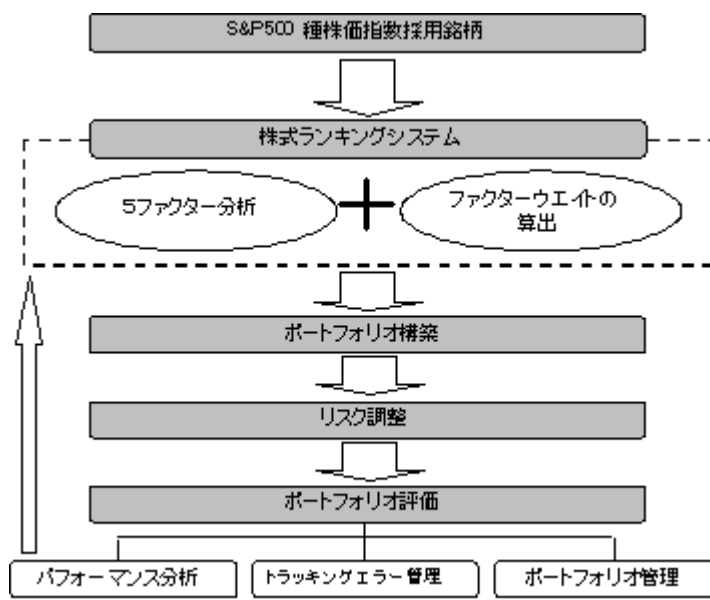 S&P500 種株価指数採用銘柄
株式ランキングシステム
5ファクター分析
ファクターウエイトの
算出
ポートフォリオ構築
リスク調整
ポートフォリオ評価
パフォーマンス分析
トラッキングエラー管理
ポートフォリオ管理